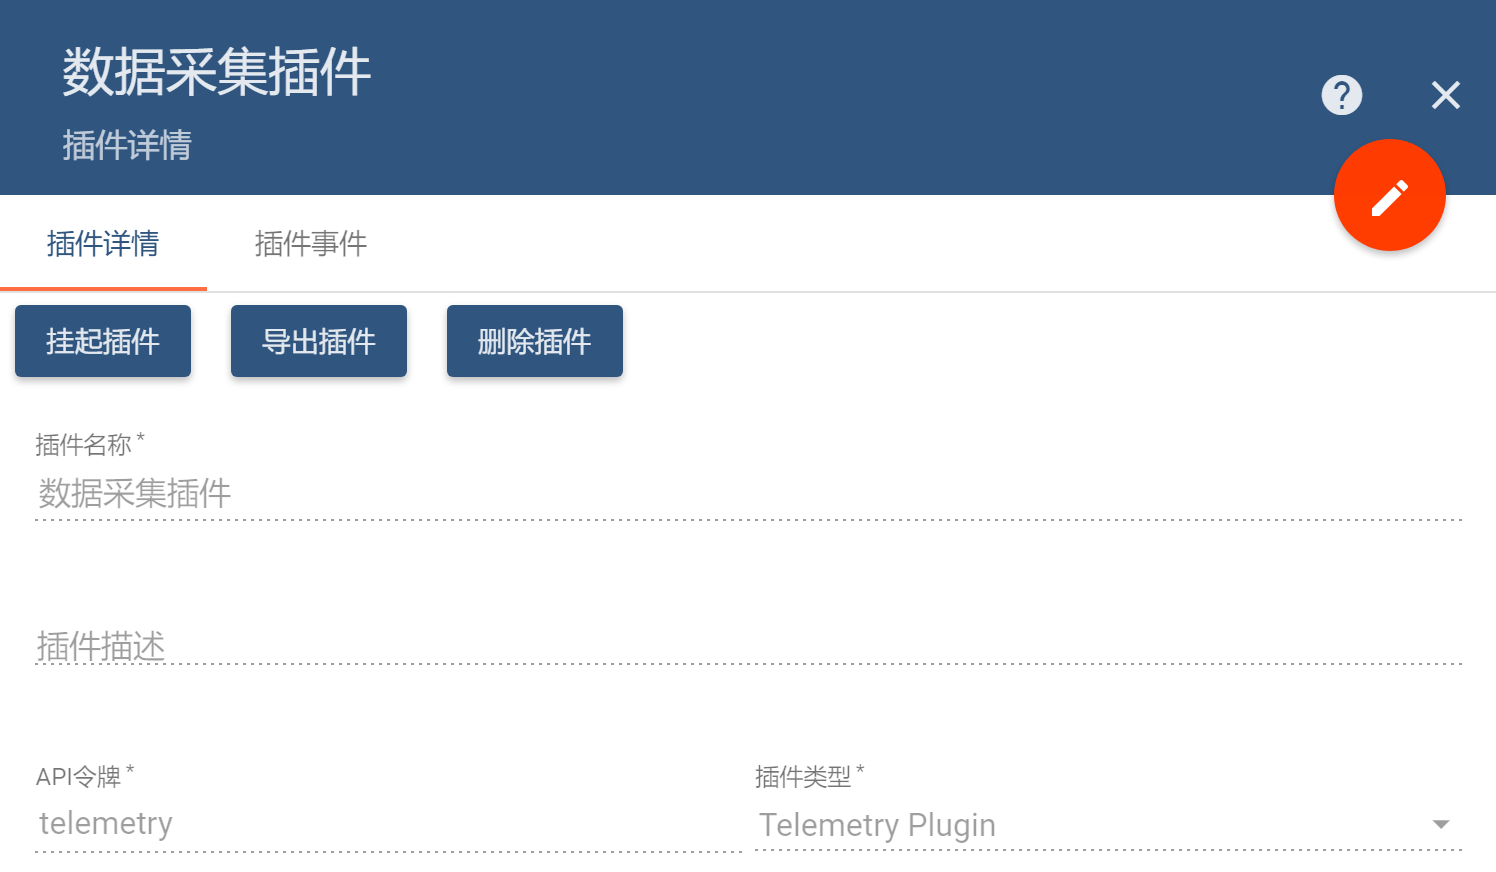 数据采集插件
插件详情
插件详情 插件事件
挂起插件 导出插件 删除插件
插件名称 *
数据采集插件
插件描述
API令牌 * 插件类型 *
telemetry Telemetry Plugin